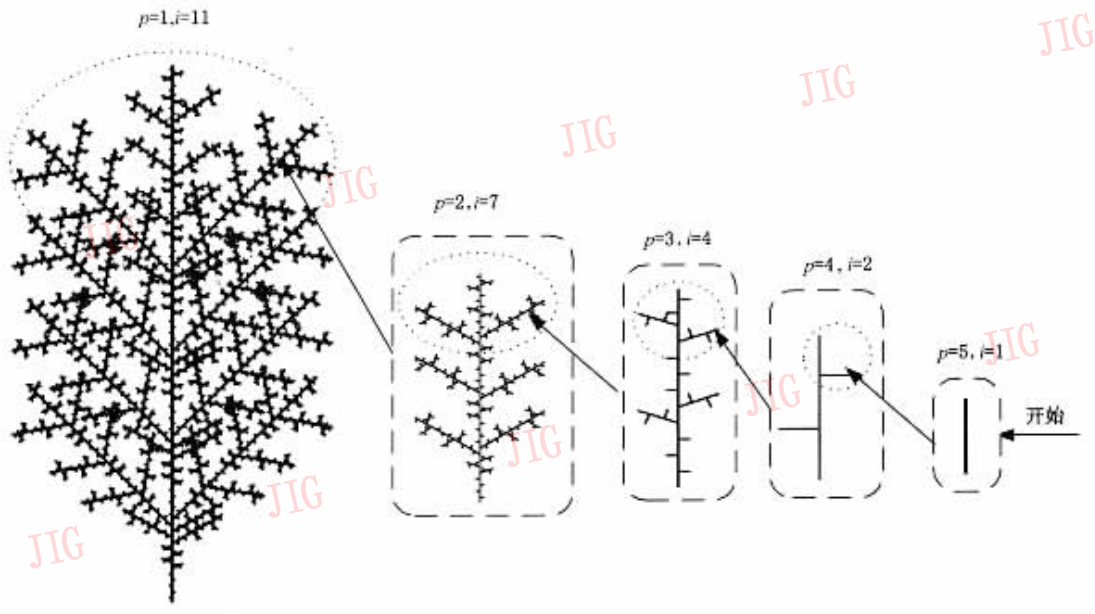 p=1,i=11
JIG
JIG
JIG
JIG
p=2,i=7
p=3, i=4
p=4, i=2
JIG
JIG
p=5, i=1
JIG
开始
JIG
JIG
JIG